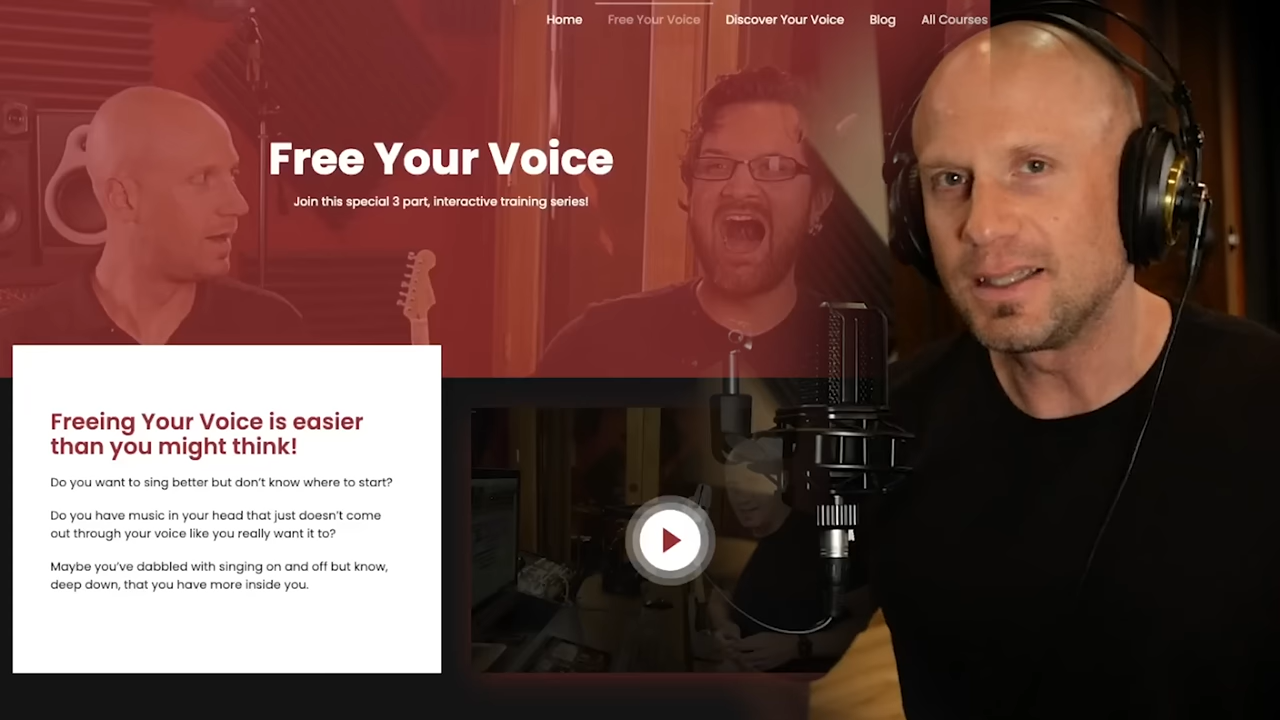 Home Free Your Voice Discover Your Voice Blog All Courses
Free Your Voice
Join this special 3 part, interactive training series!
Freeing Your Voice is easier
than you might think!
Do you want to sing better but don't know where to start?
Do you have music in your head that just doesn't come
out through your voice like you really want it to?
Maybe you've dabbled with singing on and off but know,
deep down, that you have more inside you.